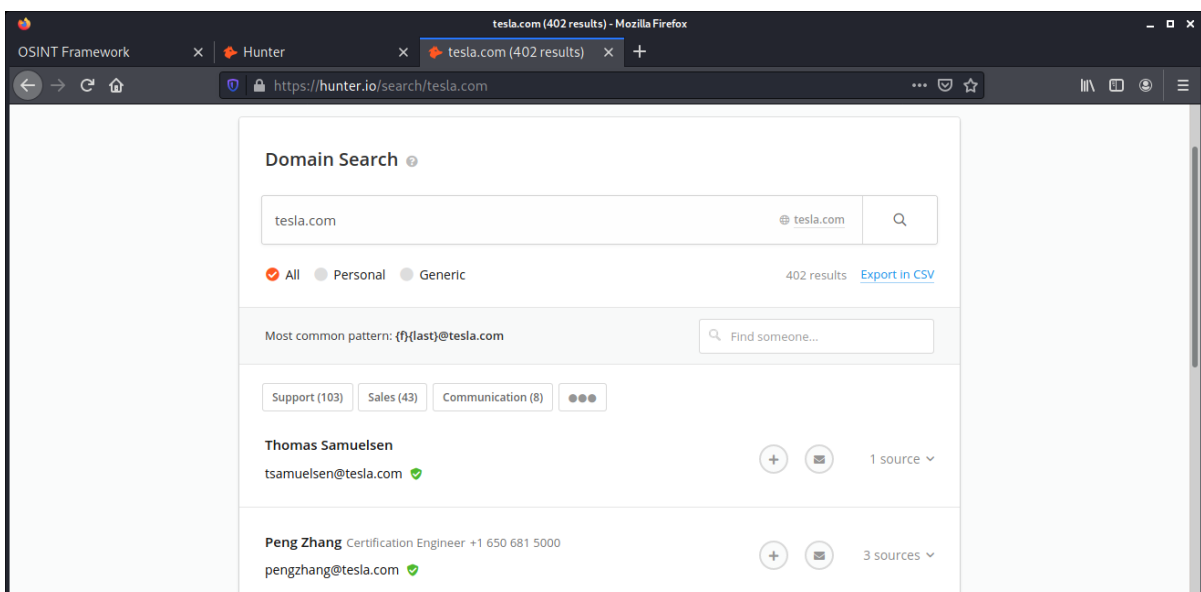 tesla.com (402 results) - Mozilla Firefox
OSINT Framework
Hunter
tesla.com (402 results)
https://hunter.io/search/tesla.com
Domain Search
tesla.com
tesla.com
All Personal Generic
402 results Export in CSV
Most common pattern: {f}{last}@tesla.com
Find someone...
Support (103) Sales (43) Communication (8)
Thomas Samuelsen
tsamuelsen@tesla.com
1 source
Peng Zhang Certification Engineer +1 650 681 5000
pengzhang@tesla.com
3 sources